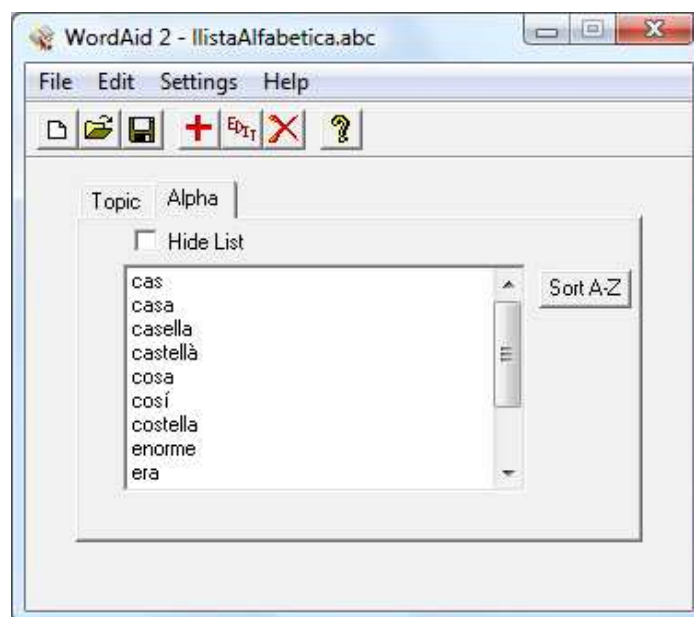 WordAid 2 - llistaAlfabetica.abc
File Edit Settings Help
EDIT
Topic Alpha
Hide List
cas
casa
casella
castellà
cosa
cosí
costella
enorme
era
Sort A-Z